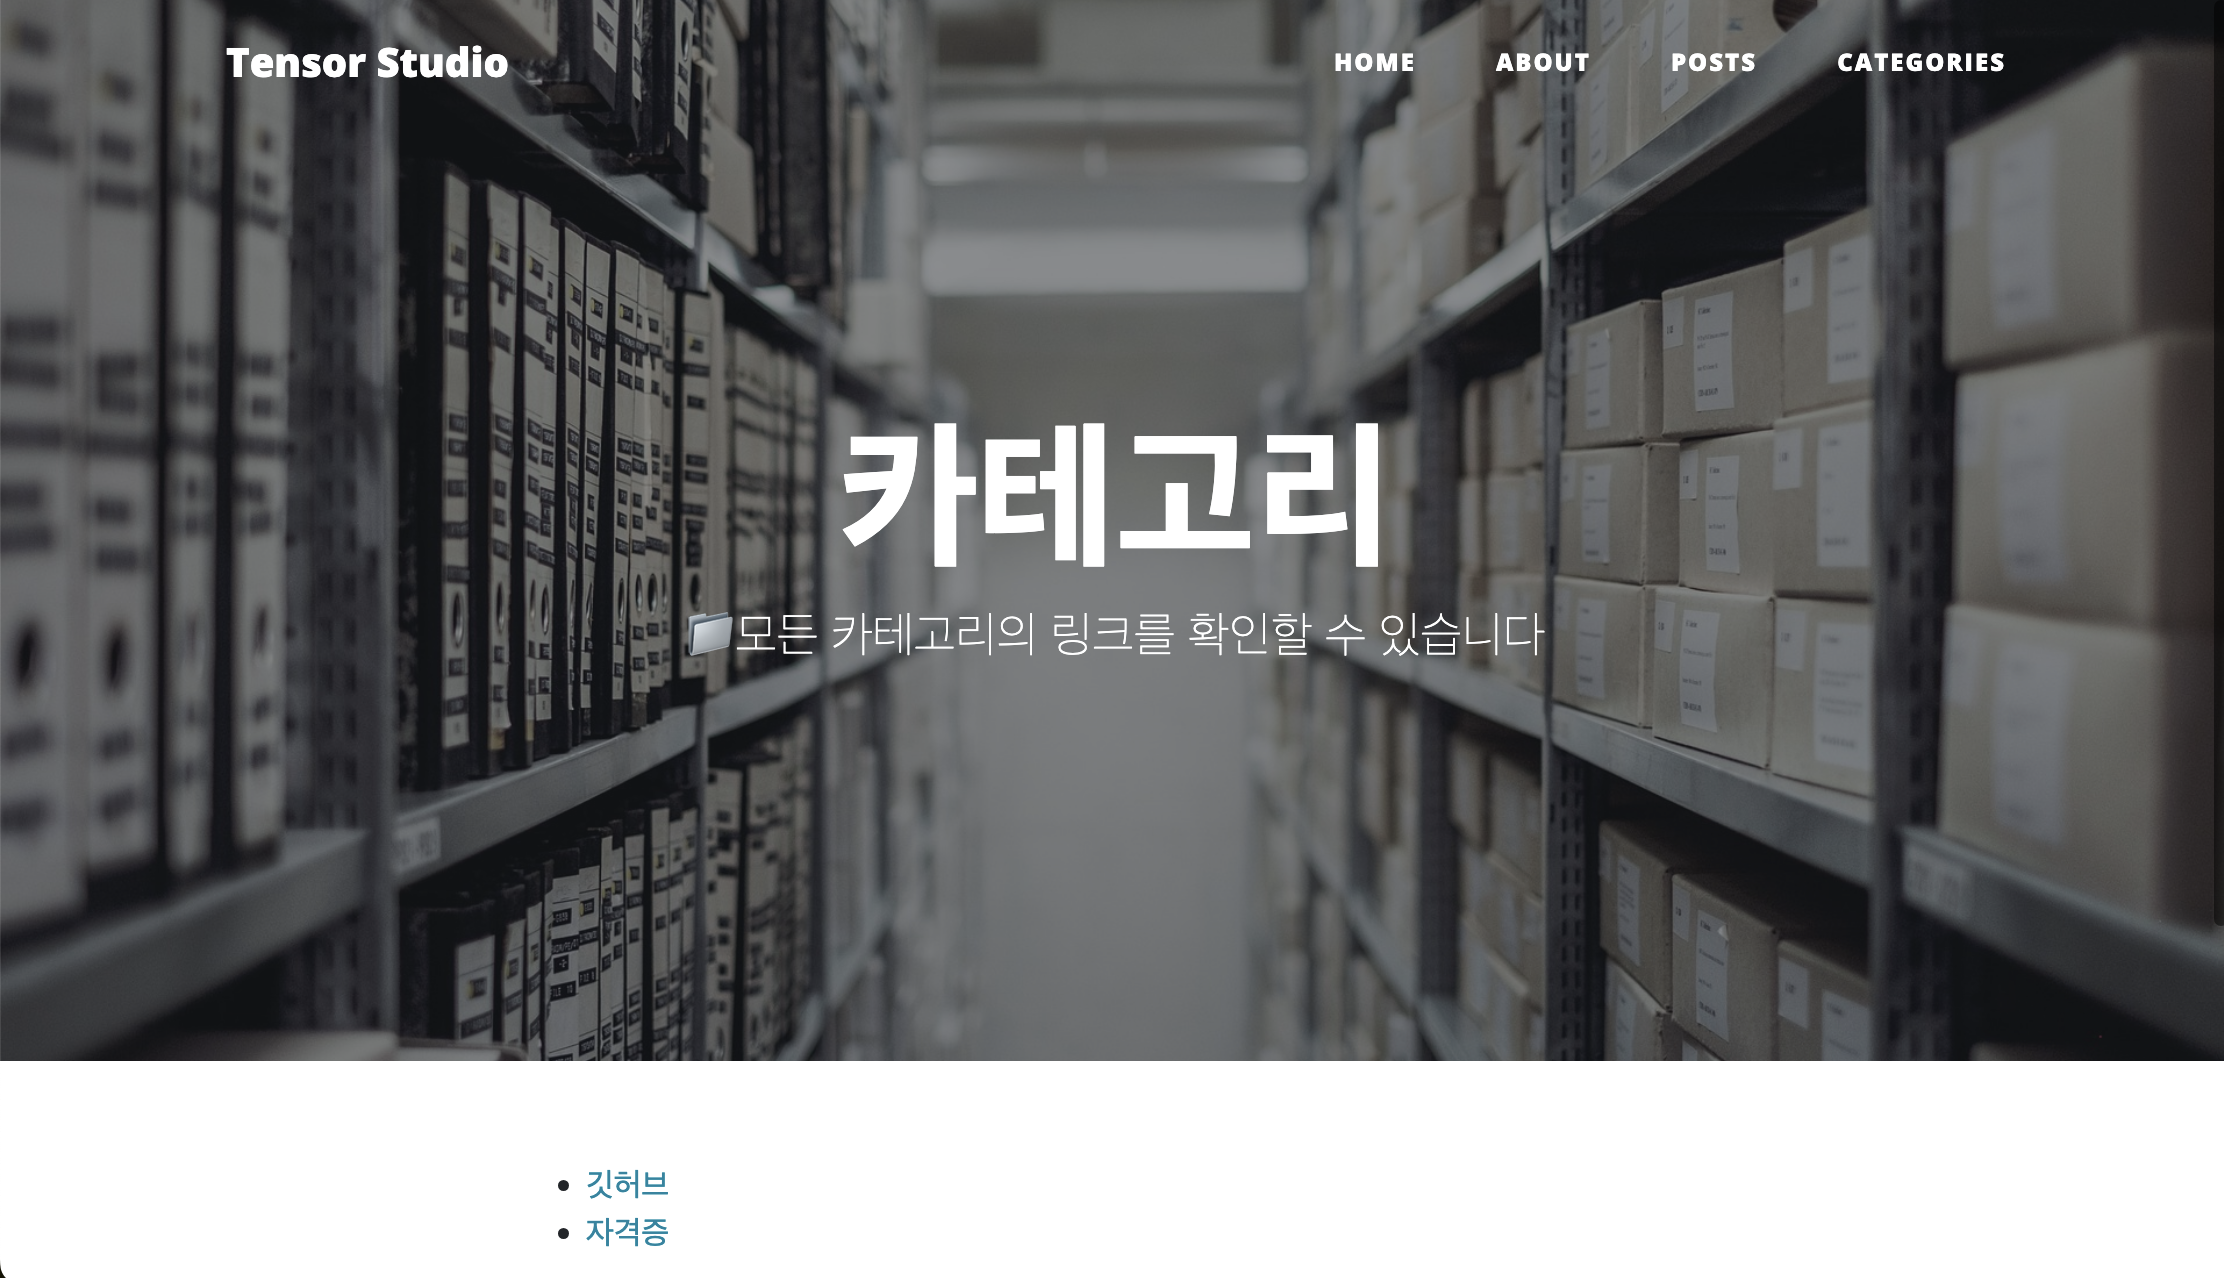 Tensor Studio
HOME ABOUT POSTS CATEGORIES
카테고리
📁모든 카테고리의 링크를 확인할 수 있습니다
깃허브
자격증